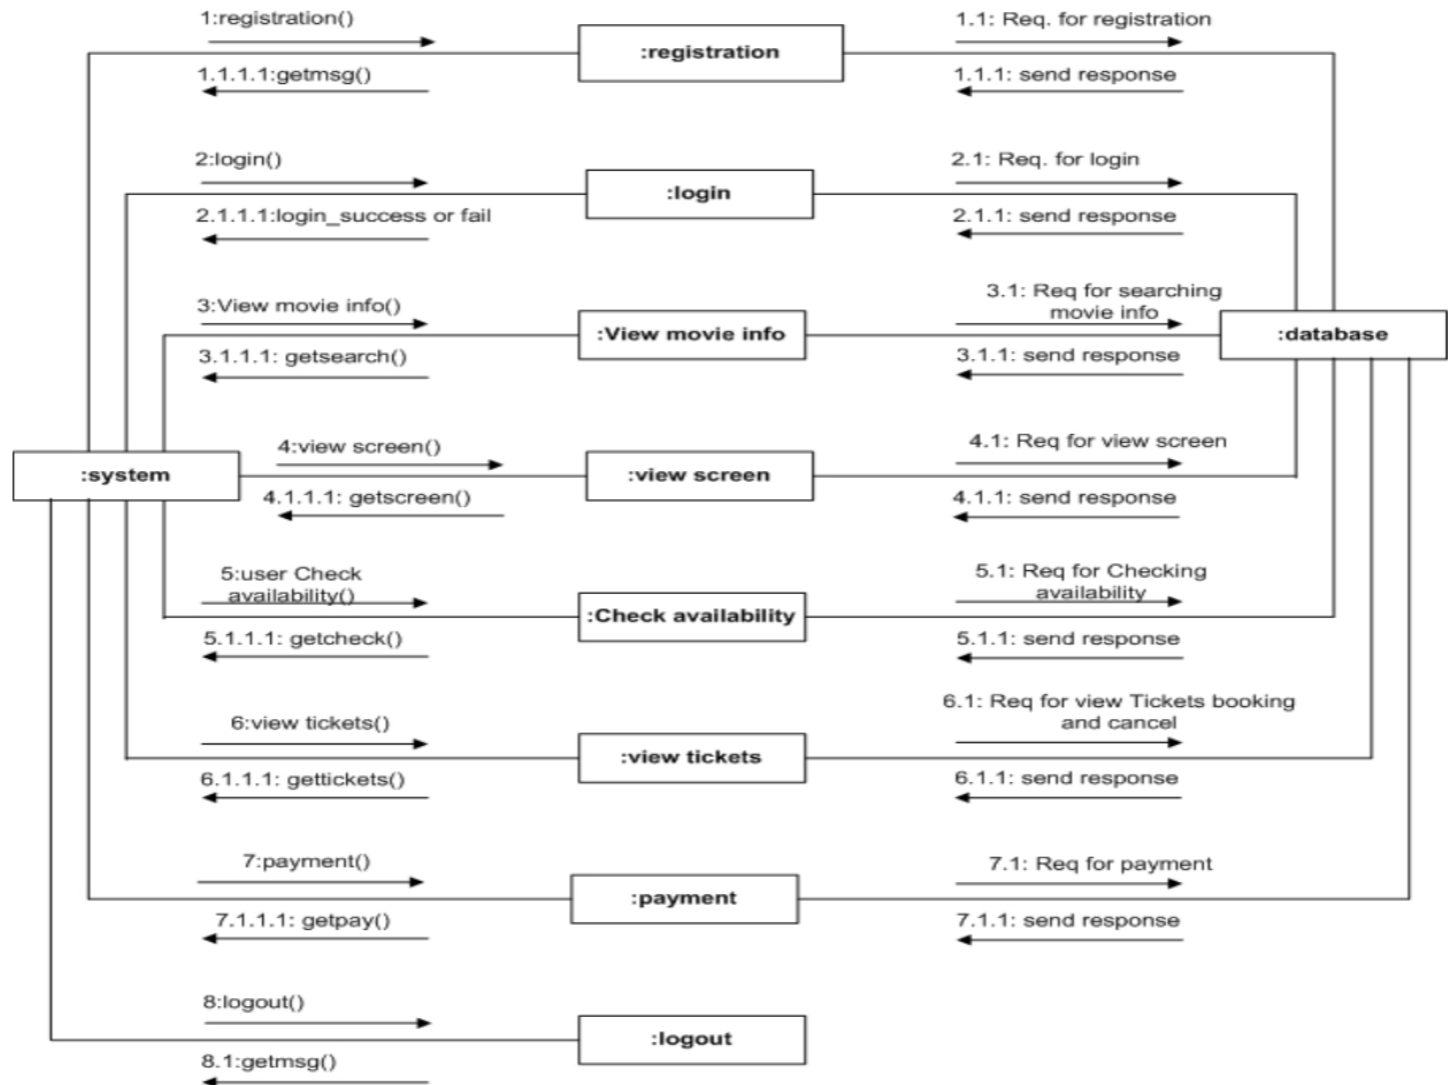 1:registration()
1.1: Req. for registration
:registration
1.1.1.1:getmsg()
1.1.1: send response
2:login()
2.1: Req. for login
:login
2.1.1.1:login_success or fail
2.1.1: send response
3:View movie info()
3.1: Req for searching
movie info
:View movie info
:database
3.1.1.1: getsearch()
3.1.1: send response
4:view screen()
4.1: Req for view screen
:system
:view screen
4.1.1.1: getscreen()
4.1.1: send response
5:user Check
availability()
5.1: Req for Checking
availability
:Check availability
5.1.1.1: getcheck()
5.1.1: send response
6:view tickets()
6.1: Req for view Tickets booking
and cancel
:view tickets
6.1.1.1: gettickets()
6.1.1: send response
7:payment()
7.1: Req for payment
:payment
7.1.1.1: getpay()
7.1.1: send response
8:logout()
:logout
8.1:getmsg()